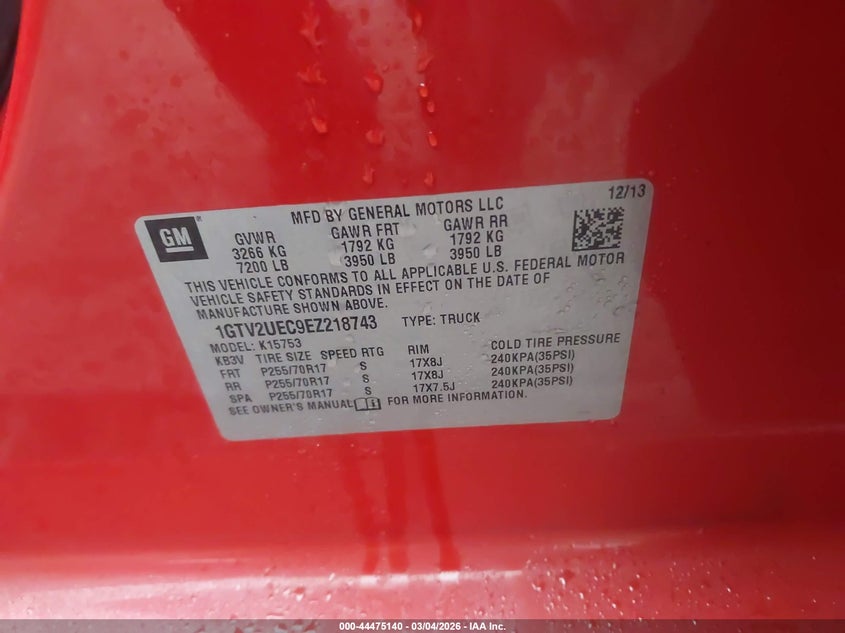 MFD BY GENERAL MOTORS LLC
12/13
GM
GVWR GAWR FRT GAWR RR
3266 KG 1792 KG 1792 KG
7200 LB 3950 LB 3950 LB
THIS VEHICLE CONFORMS TO ALL APPLICABLE U.S. FEDERAL MOTOR
VEHICLE SAFETY STANDARDS IN EFFECT ON THE DATE OF
MANUFACTURE SHOWN ABOVE.
1GTV2UEC9EZ218743 TYPE: TRUCK
MODEL: K15753
KB3V TIRE SIZE SPEED RTG RIM COLD TIRE PRESSURE
FRT P255/70R17 S 17X8J 240KPA(35PSI)
RR P255/70R17 S 17X8J 240KPA(35PSI)
SPA P255/70R17 S 17X7.5J 240KPA(35PSI)
SEE OWNER'S MANUAL FOR MORE INFORMATION.
000-44475140 - 03/04/2026 - IAA Inc.